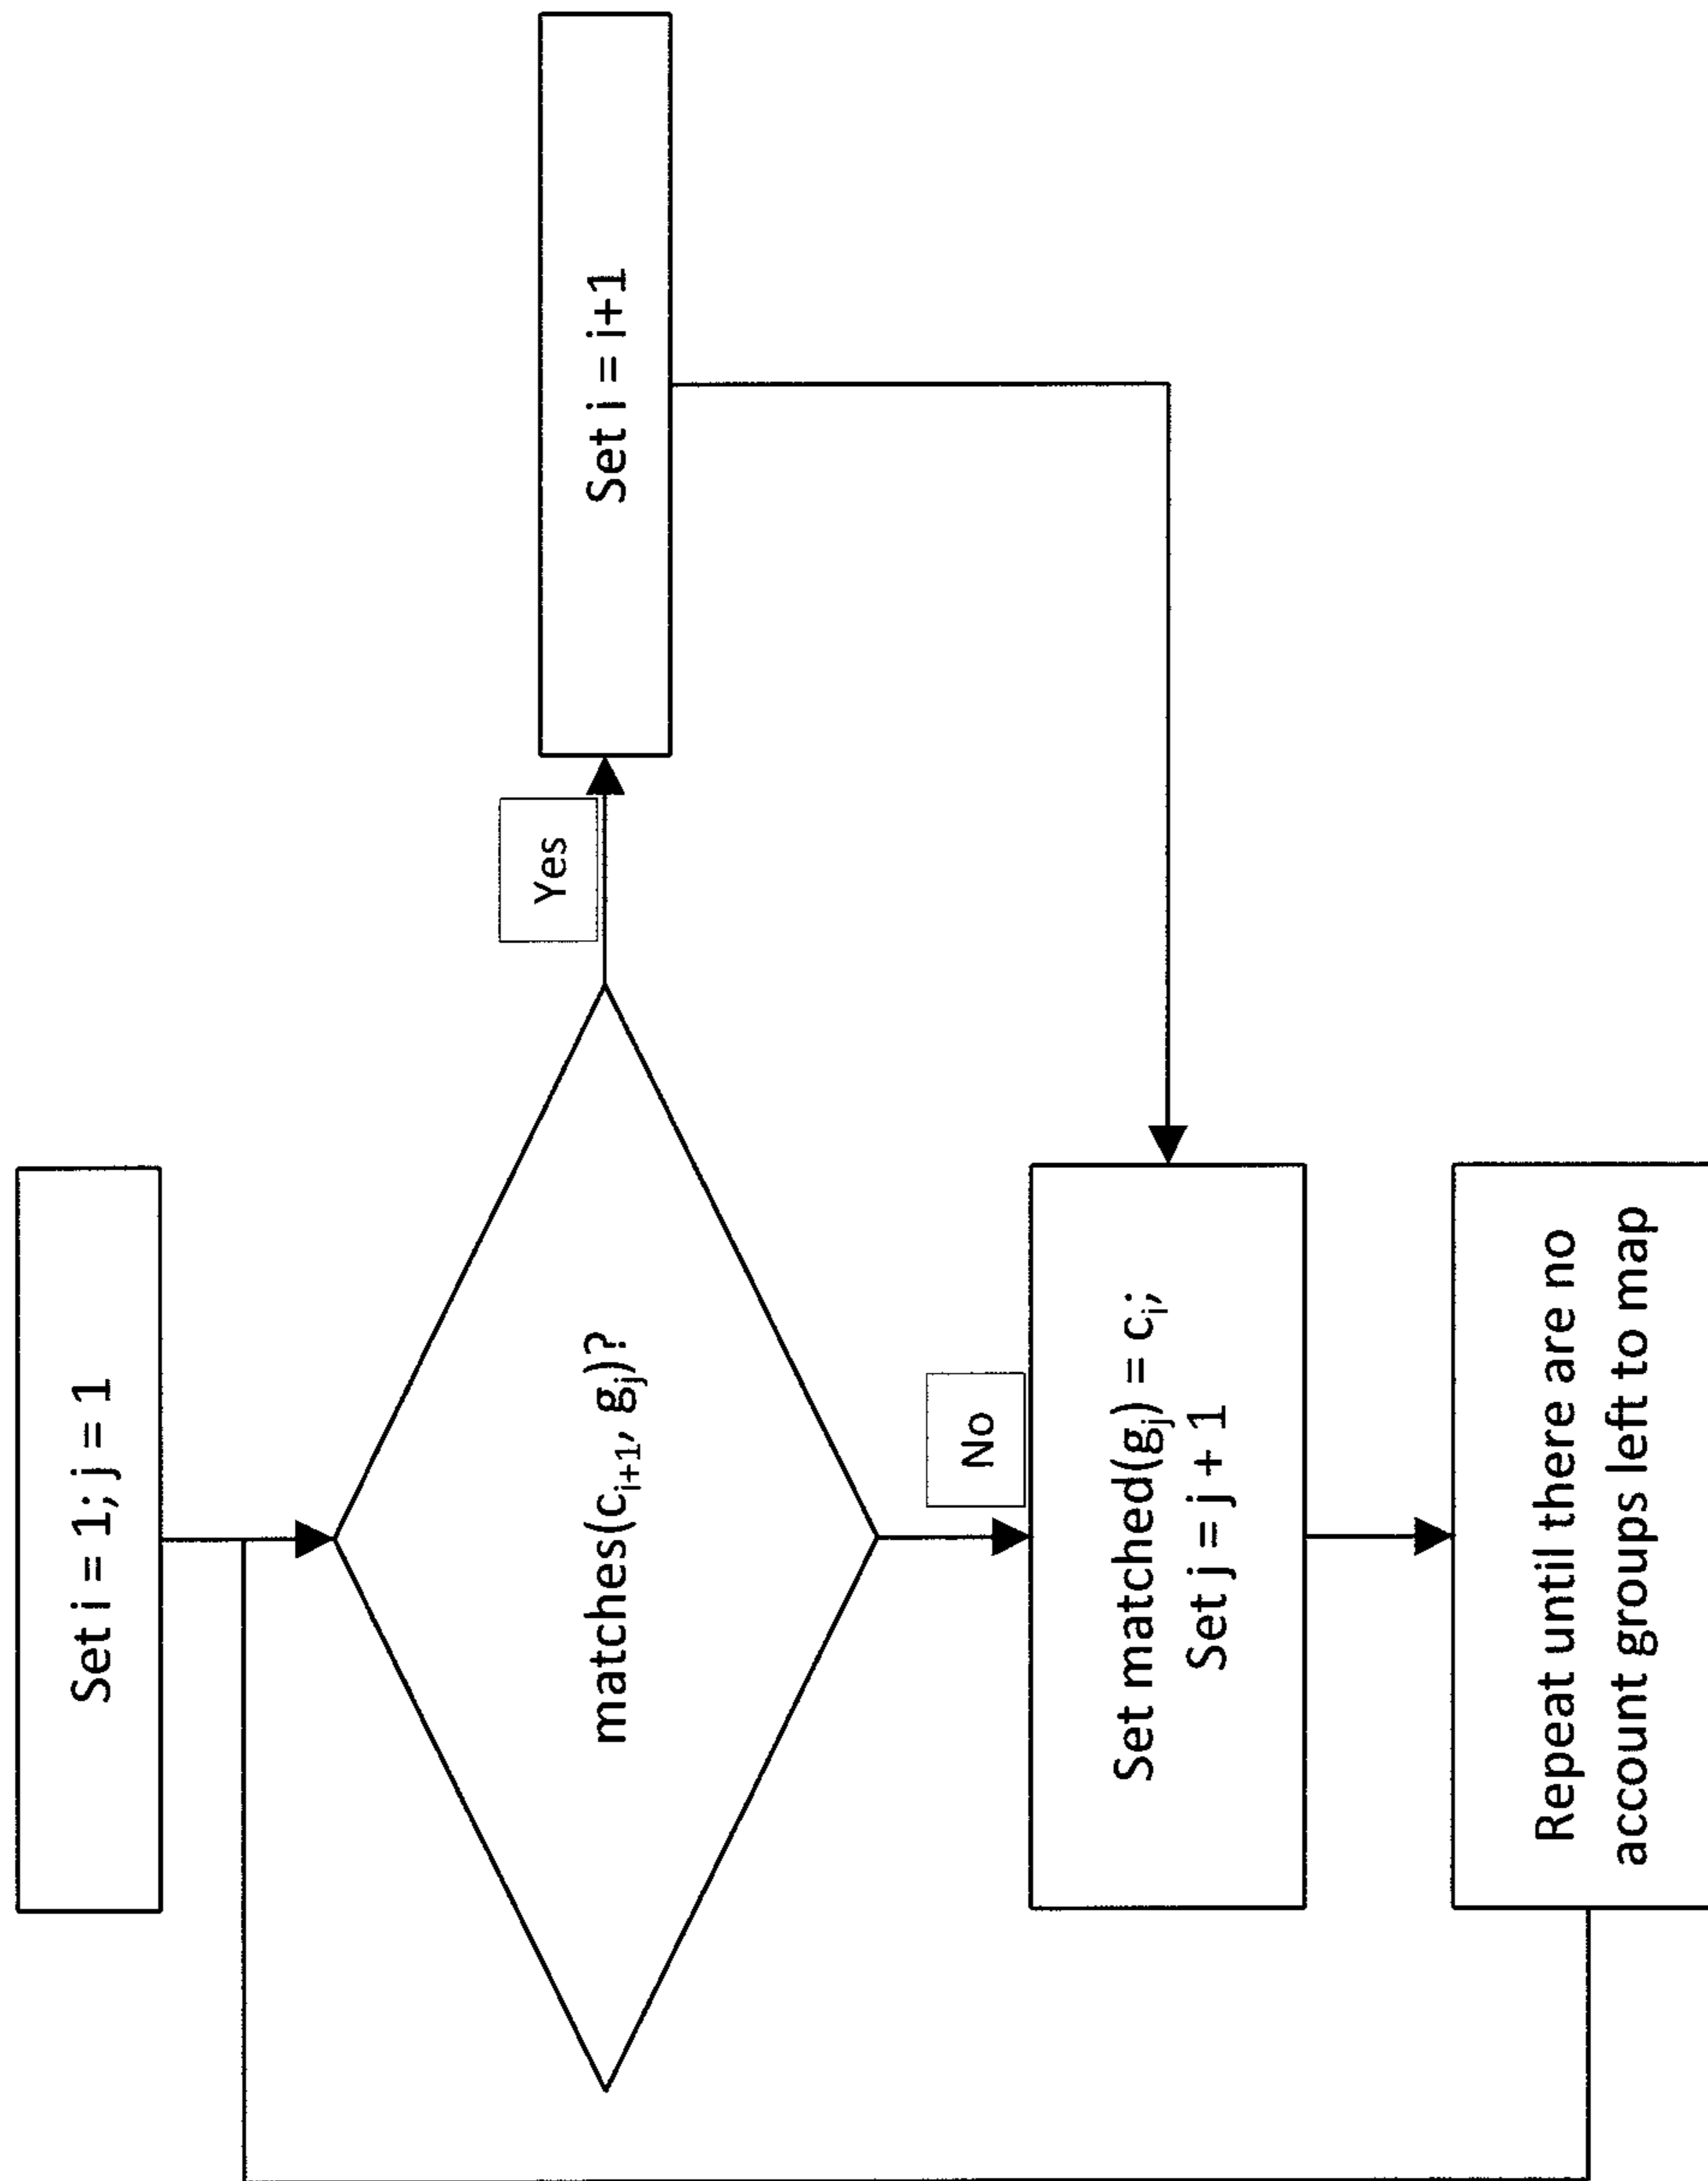 Set i = 1; j = 1
matches(cᵢ₊₁, gⱼ)?
Yes
Set i = i+1
No
Set matched(gⱼ) = cᵢ;
Set j = j + 1
Repeat until there are no
account groups left to map